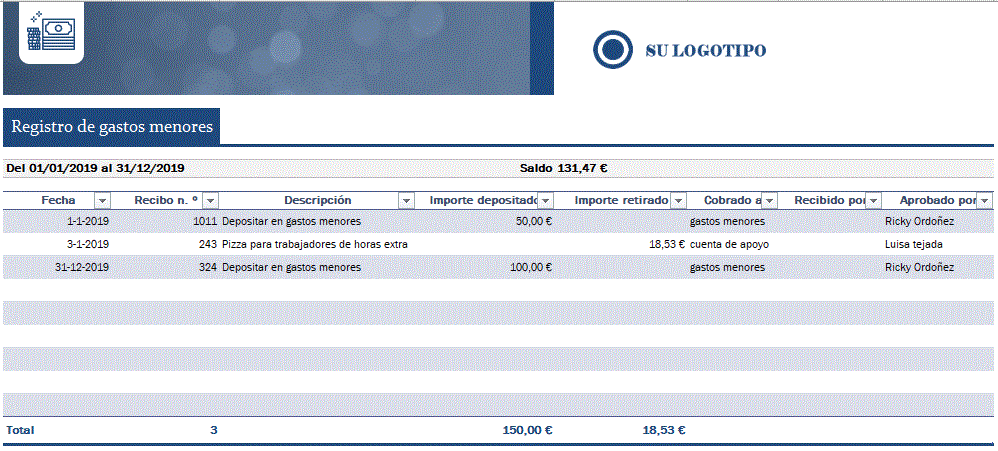 SU LOGOTIPO
Registro de gastos menores
Del 01/01/2019 al 31/12/2019 Saldo 131,47 €
Fecha Recibo n. º Descripción Importe depositado Importe retirado Cobrado a Recibido por Aprobado por
1-1-2019 1011 Depositar en gastos menores 50,00 € gastos menores Ricky Ordoñez
3-1-2019 243 Pizza para trabajadores de horas extra 18,53 € cuenta de apoyo Luisa tejada
31-12-2019 324 Depositar en gastos menores 100,00 € gastos menores Ricky Ordoñez
Total 3 150,00 € 18,53 €